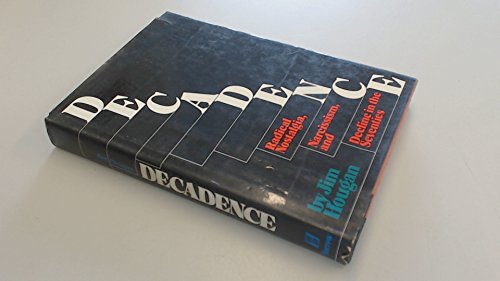 DECADENCE
Radical
Nostalgia,
Narcissism,
and
Decline in the
Seventies
by Jim
Hougan
DECADENCE